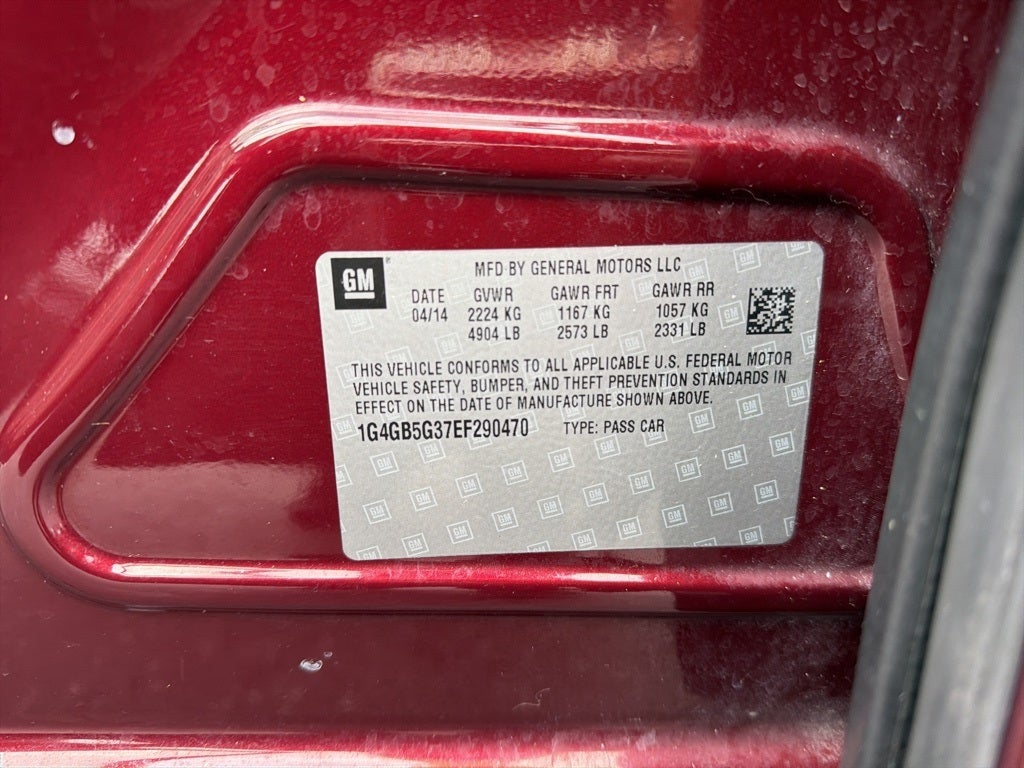 GM
MFD BY GENERAL MOTORS LLC
DATE GVWR GAWR FRT GAWR RR
04/14 2224 KG 1167 KG 1057 KG
4904 LB 2573 LB 2331 LB
THIS VEHICLE CONFORMS TO ALL APPLICABLE U.S. FEDERAL MOTOR
VEHICLE SAFETY, BUMPER, AND THEFT PREVENTION STANDARDS IN
EFFECT ON THE DATE OF MANUFACTURE SHOWN ABOVE.
1G4GB5G37EF290470 TYPE: PASS CAR